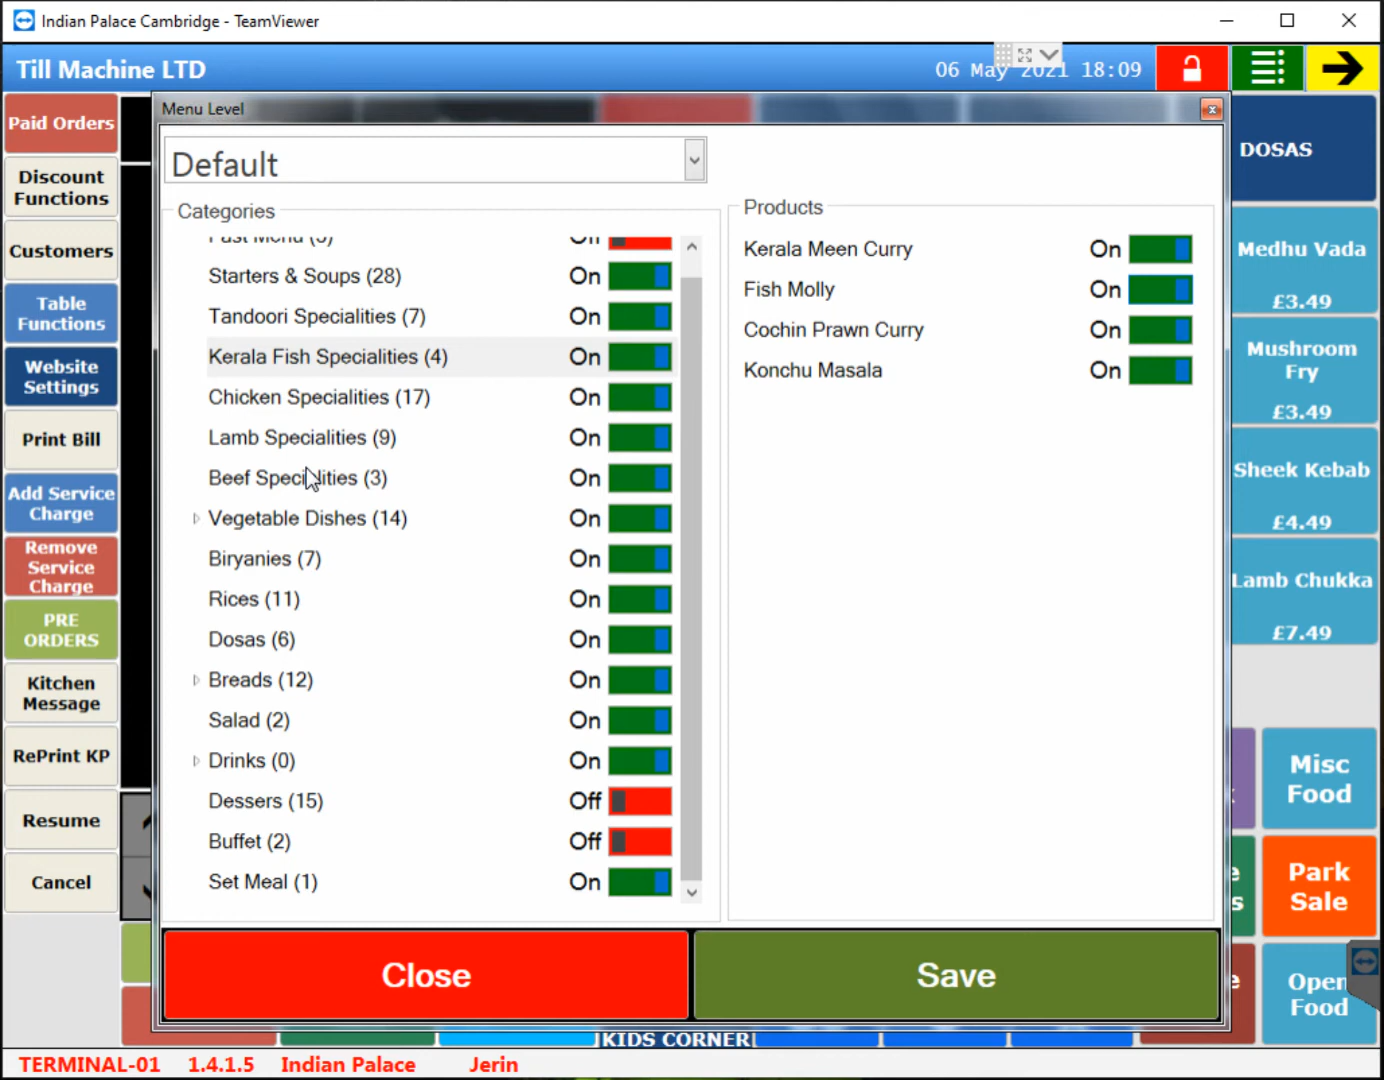 Indian Palace Cambridge - TeamViewer
Till Machine LTD
06 May 2021 18:09
Paid Orders
Discount
Functions
Customers
Table
Functions
Website
Settings
Print Bill
Add Service
Charge
Remove
Service
Charge
PRE
ORDERS
Kitchen
Message
RePrint KP
Resume
Cancel
Menu Level
Default
Categories
Starters & Soups (28) On
Tandoori Specialities (7) On
Kerala Fish Specialities (4) On
Chicken Specialities (17) On
Lamb Specialities (9) On
Beef Specialities (3) On
Vegetable Dishes (14) On
Biryanies (7) On
Rices (11) On
Dosas (6) On
Breads (12) On
Salad (2) On
Drinks (0) On
Dessers (15) Off
Buffet (2) Off
Set Meal (1) On
Products
Kerala Meen Curry On
Fish Molly On
Cochin Prawn Curry On
Konchu Masala On
Close
Save
DOSAS
Medhu Vada
£3.49
Mushroom
Fry
£3.49
Sheek Kebab
£4.49
Lamb Chukka
£7.49
Misc
Food
Park
Sale
Open
Food
KIDS CORNER
TERMINAL-01 1.4.1.5 Indian Palace Jerin